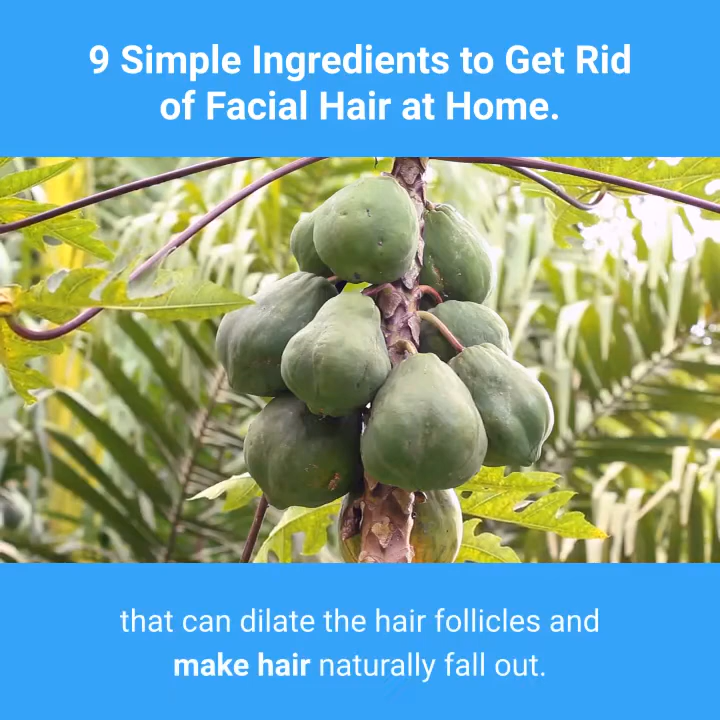 9 Simple Ingredients to Get Rid
of Facial Hair at Home.
that can dilate the hair follicles and
make hair naturally fall out.